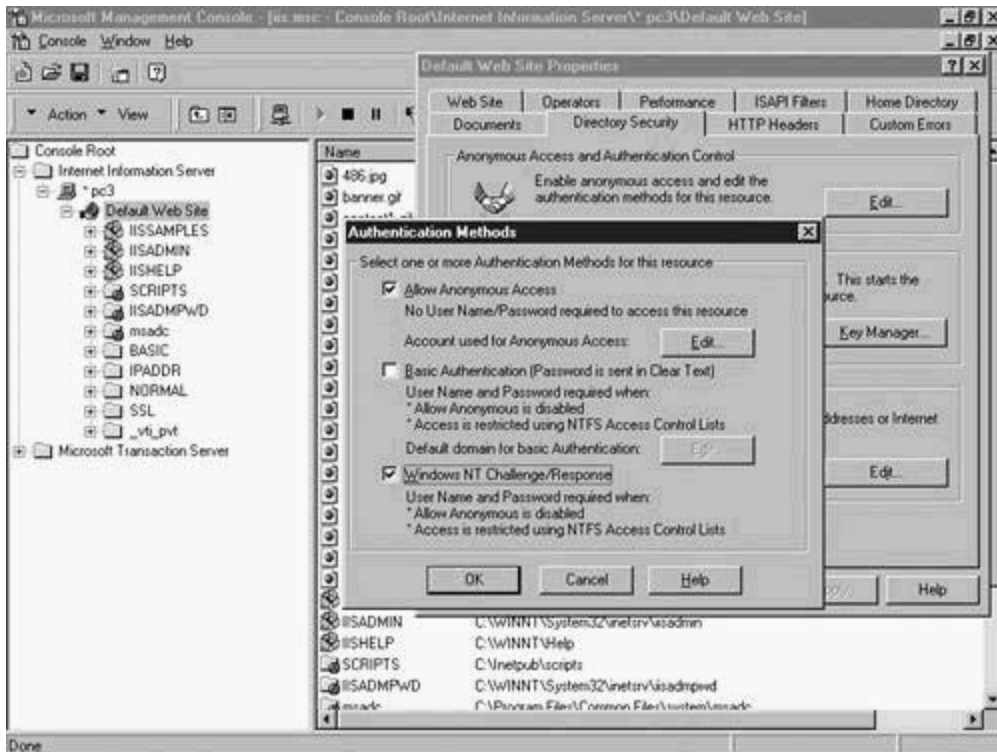 Microsoft Management Console - [iis.msc - Console Root\Internet Information Server\* pc3\Default Web Site]
Console Window Help
Action View
Console Root
Internet Information Server
* pc3
Default Web Site
IISSAMPLES
IISADMIN
IISHELP
SCRIPTS
IISADMPWD
msadc
BASIC
IPADDR
NORMAL
SSL
_vti_pvt
Microsoft Transaction Server
Name
486.jpg
banner.gif
Default Web Site Properties
Web Site Operators Performance ISAPI Filters Home Directory
Documents Directory Security HTTP Headers Custom Errors
Anonymous Access and Authentication Control
Enable anonymous access and edit the
authentication methods for this resource.
Edit...
This starts the
Key Manager...
or Internet
Edit...
Help
Authentication Methods
Select one or more Authentication Methods for this resource
Allow Anonymous Access
No User Name/Password required to access this resource
Account used for Anonymous Access: Edit...
Basic Authentication (Password is sent in Clear Text)
User Name and Password required when:
* Allow Anonymous is disabled
* Access is restricted using NTFS Access Control Lists
Default domain for basic Authentication: Edit...
Windows NT Challenge/Response
User Name and Password required when:
* Allow Anonymous is disabled
* Access is restricted using NTFS Access Control Lists
OK Cancel Help
IISADMIN C:\WINNT\System32\inetsrv\iisadmin
IISHELP C:\WINNT\Help
SCRIPTS C:\Inetpub\scripts
IISADMPWD C:\WINNT\System32\inetsrv\iisadmpwd
msadc C:\Program Files\Common Files\system\msadc
Done